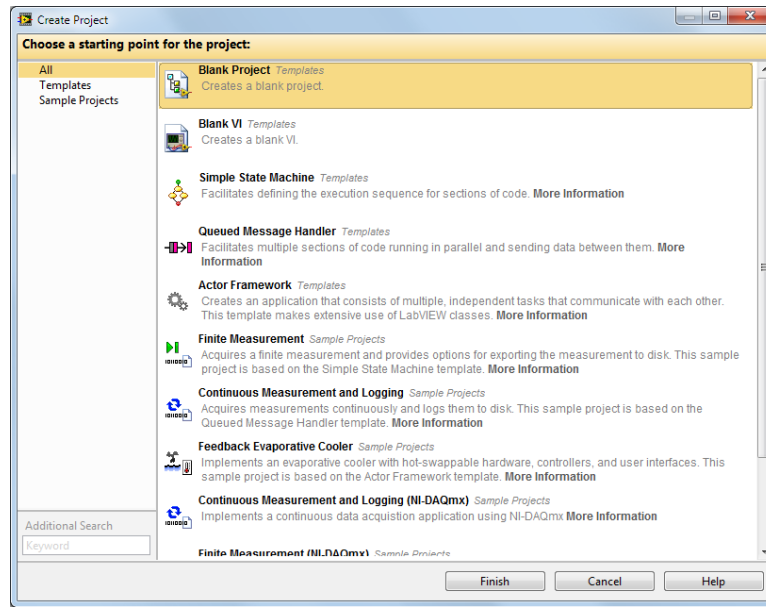 Create Project
Choose a starting point for the project:
All
Templates
Sample Projects
Blank Project Templates
Creates a blank project.
Blank VI Templates
Creates a blank VI.
Simple State Machine Templates
Facilitates defining the execution sequence for sections of code. More Information
Queued Message Handler Templates
Facilitates multiple sections of code running in parallel and sending data between them. More
Information
Actor Framework Templates
Creates an application that consists of multiple, independent tasks that communicate with each other.
This template makes extensive use of LabVIEW classes. More Information
Finite Measurement Sample Projects
Acquires a finite measurement and provides options for exporting the measurement to disk. This sample
project is based on the Simple State Machine template. More Information
Continuous Measurement and Logging Sample Projects
Acquires measurements continuously and logs them to disk. This sample project is based on the
Queued Message Handler template. More Information
Feedback Evaporative Cooler Sample Projects
Implements an evaporative cooler with hot-swappable hardware, controllers, and user interfaces. This
sample project is based on the Actor Framework template. More Information
Continuous Measurement and Logging (NI-DAQmx) Sample Projects
Implements a continuous data acquistion application using NI-DAQmx More Information
Finite Measurement (NI-DAQmx) Sample Projects
Additional Search
Keyword
Finish
Cancel
Help